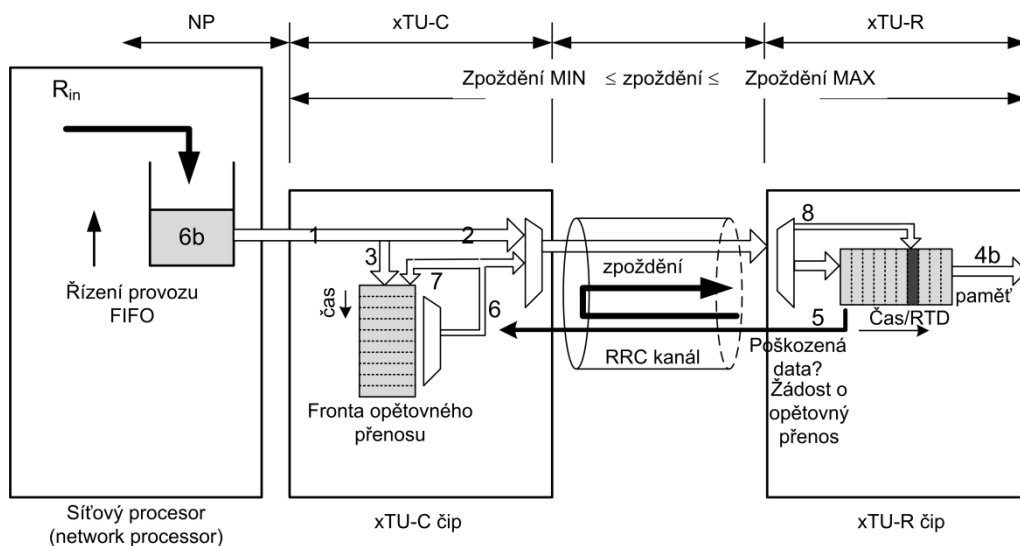 NP
xTU-C
xTU-R
Zpoždění MIN ≤ zpoždění ≤ Zpoždění MAX
Rin
6b
1
2
3
7
6
8
4b
5
Řízení provozu
FIFO
čas
Fronta opětovného
přenosu
zpoždění
RRC kanál
paměť
Čas/RTD
Poškozená
data?
Žádost o
opětovný
přenos
Síťový procesor
(network processor)
xTU-C čip
xTU-R čip